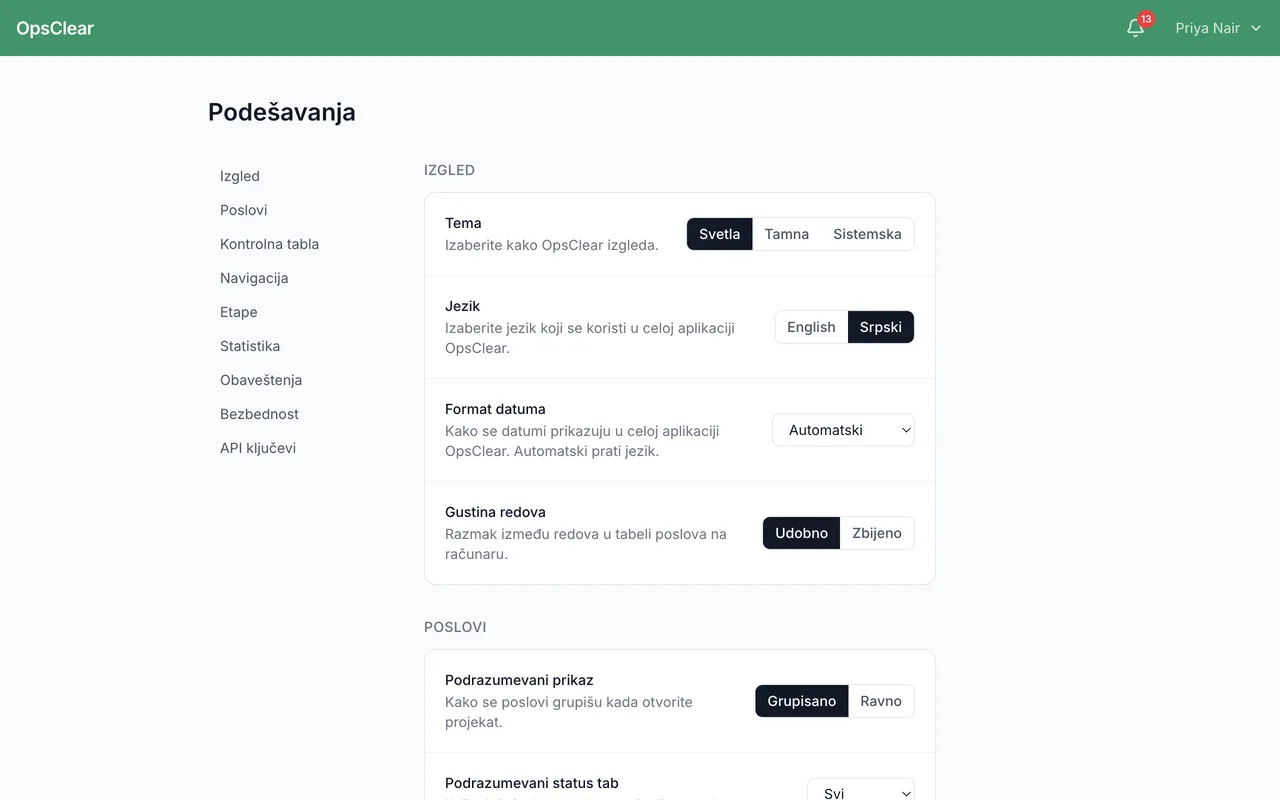 OpsClear
13
Priya Nair
Podešavanja
Izgled
Poslovi
Kontrolna tabla
Navigacija
Etape
Statistika
Obaveštenja
Bezbednost
API ključevi
IZGLED
Tema
Izaberite kako OpsClear izgleda.
Svetla Tamna Sistemska
Jezik
Izaberite jezik koji se koristi u celoj aplikaciji
OpsClear.
English Srpski
Format datuma
Kako se datumi prikazuju u celoj aplikaciji
OpsClear. Automatski prati jezik.
Automatski
Gustina redova
Razmak između redova u tabeli poslova na
računaru.
Udobno Zbijeno
POSLOVI
Podrazumevani prikaz
Kako se poslovi grupišu kada otvorite
projekat.
Grupisano Ravno
Podrazumevani status tab
Svi